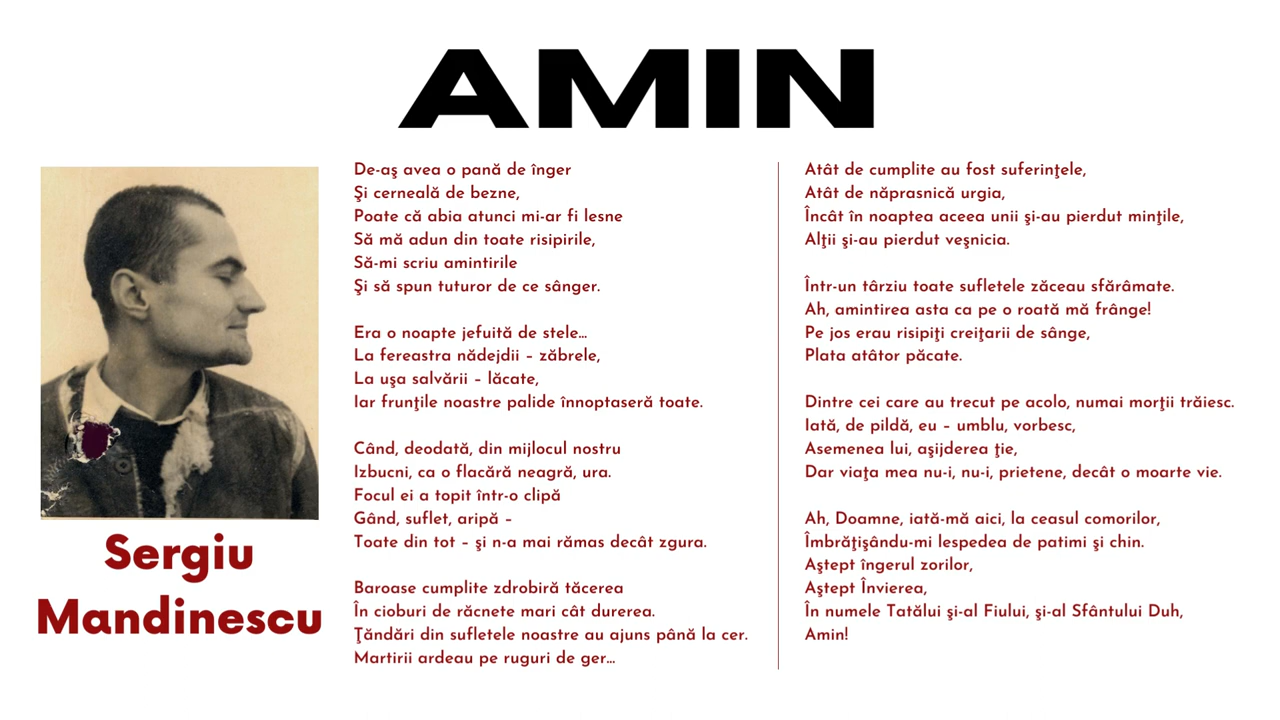 AMIN
De-aş avea o pană de înger
Şi cerneală de bezne,
Poate că abia atunci mi-ar fi lesne
Să mă adun din toate risipirile,
Să-mi scriu amintirile
Şi să spun tuturor de ce sânger.

Era o noapte jefuită de stele...
La fereastra nădejdii – zăbrele,
La uşa salvării – lăcate,
Iar frunţile noastre palide înnoptaseră toate.

Când, deodată, din mijlocul nostru
Izbucni, ca o flacără neagră, ura.
Focul ei a topit într-o clipă
Gând, suflet, aripă –
Toate din tot – şi n-a mai rămas decât zgura.

Baroase cumplite zdrobiră tăcerea
În cioburi de răcnete mari cât durerea.
Ţăndări din sufletele noastre au ajuns până la cer.
Martirii ardeau pe ruguri de ger...

Atât de cumplite au fost suferinţele,
Atât de năprasnică urgia,
Încât în noaptea aceea unii şi-au pierdut minţile,
Alţii şi-au pierdut veşnicia.

Într-un târziu toate sufletele zăceau sfărâmate.
Ah, amintirea asta ca pe o roată mă frânge!
Pe jos erau risipiţi creiţarii de sânge,
Plata atâtor păcate.

Dintre cei care au trecut pe acolo, numai morţii trăiesc.
Iată, de pildă, eu – umblu, vorbesc,
Asemenea lui, aşijderea ţie,
Dar viaţa mea nu-i, nu-i, prietene, decât o moarte vie.

Ah, Doamne, iată-mă aici, la ceasul comorilor,
Îmbrăţişându-mi lespedea de patimi şi chin.
Aştept îngerul zorilor,
Aştept Învierea,
În numele Tatălui şi-al Fiului, şi-al Sfântului Duh,
Amin!

Sergiu
Mandinescu